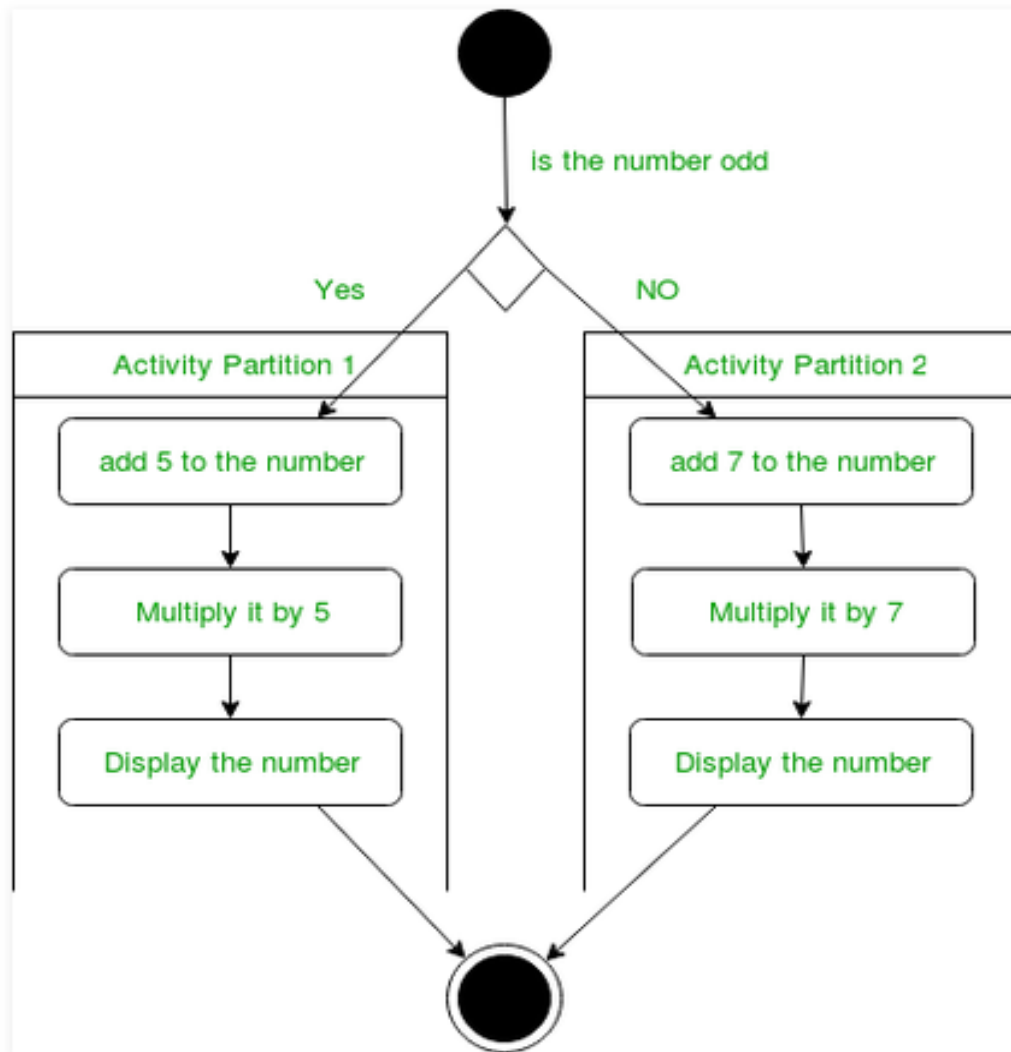 is the number odd
Yes
NO
Activity Partition 1
Activity Partition 2
add 5 to the number
add 7 to the number
Multiply it by 5
Multiply it by 7
Display the number
Display the number